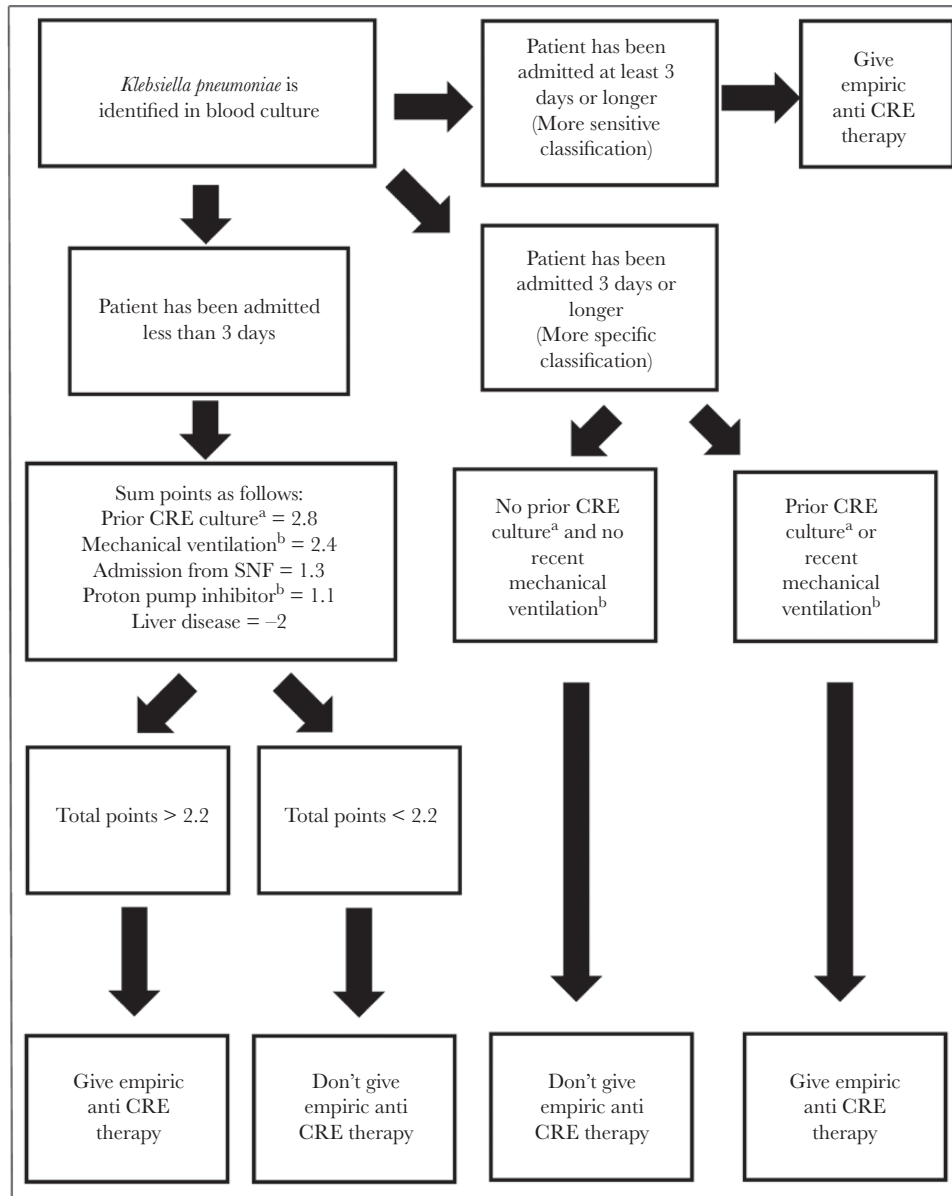 Klebsiella pneumoniae is
identified in blood culture
Patient has been
admitted at least 3
days or longer
(More sensitive
classification)
Give
empiric
anti CRE
therapy
Patient has been admitted
less than 3 days
Patient has been
admitted 3 days or
longer
(More specific
classification)
Sum points as follows:
Prior CRE cultureᵃ = 2.8
Mechanical ventilationᵇ = 2.4
Admission from SNF = 1.3
Proton pump inhibitorᵇ = 1.1
Liver disease = –2
No prior CRE
cultureᵃ and no
recent
mechanical
ventilationᵇ
Prior CRE
cultureᵃ or
recent
mechanical
ventilationᵇ
Total points > 2.2
Total points < 2.2
Give empiric
anti CRE
therapy
Don’t give
empiric anti
CRE therapy
Don’t give
empiric anti
CRE therapy
Give empiric
anti CRE
therapy